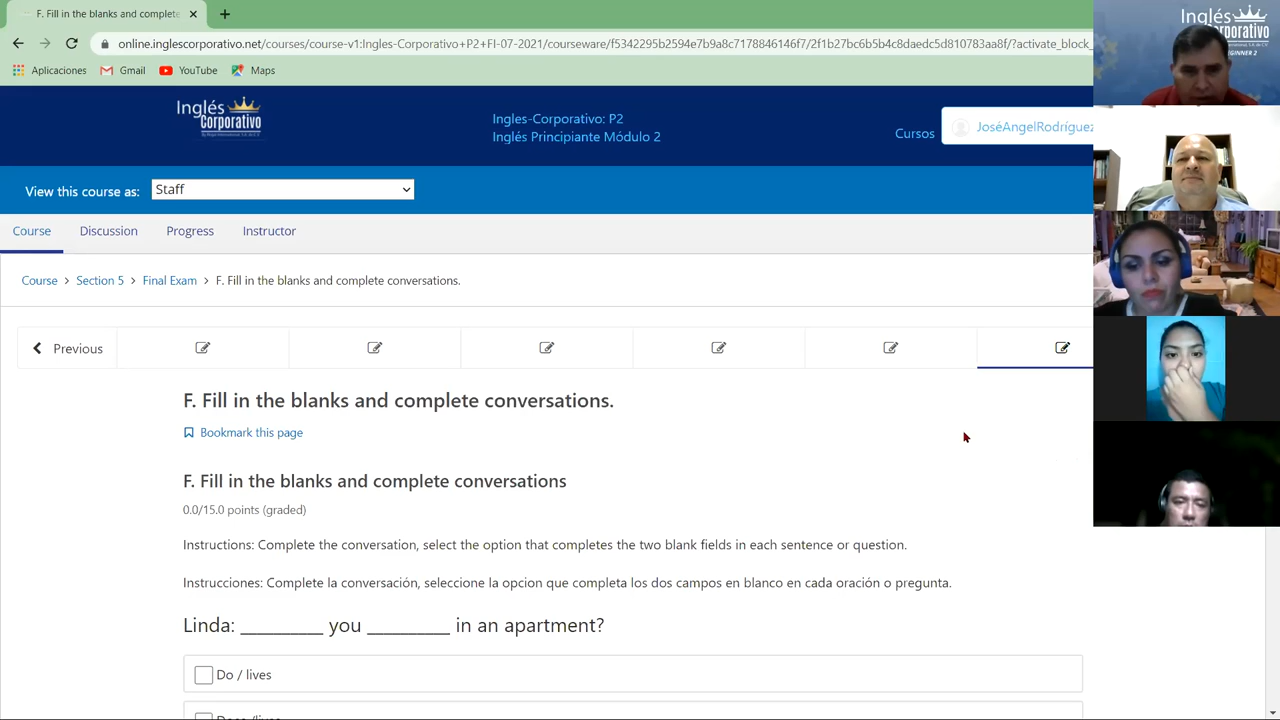 F. Fill in the blanks and complete
online.inglescorporativo.net/courses/course-v1:Ingles-Corporativo+P2+FI-07-2021/courseware/f5342295b2594e7b9a8c7178846146f7/2f1b27bc6b5b4c8daedc5d810783aa8f/?activate_block_
Aplicaciones Gmail YouTube Maps
Inglés
Corporativo
Ingles-Corporativo: P2
Inglés Principiante Módulo 2
Cursos
JoséAngelRodríguez
View this course as: Staff
Course Discussion Progress Instructor
Course > Section 5 > Final Exam > F. Fill in the blanks and complete conversations.
Previous
F. Fill in the blanks and complete conversations.
Bookmark this page
F. Fill in the blanks and complete conversations
0.0/15.0 points (graded)
Instructions: Complete the conversation, select the option that completes the two blank fields in each sentence or question.
Instrucciones: Complete la conversación, seleccione la opcion que completa los dos campos en blanco en cada oración o pregunta.
Linda: _________ you _________ in an apartment?
Do / lives
Inglés